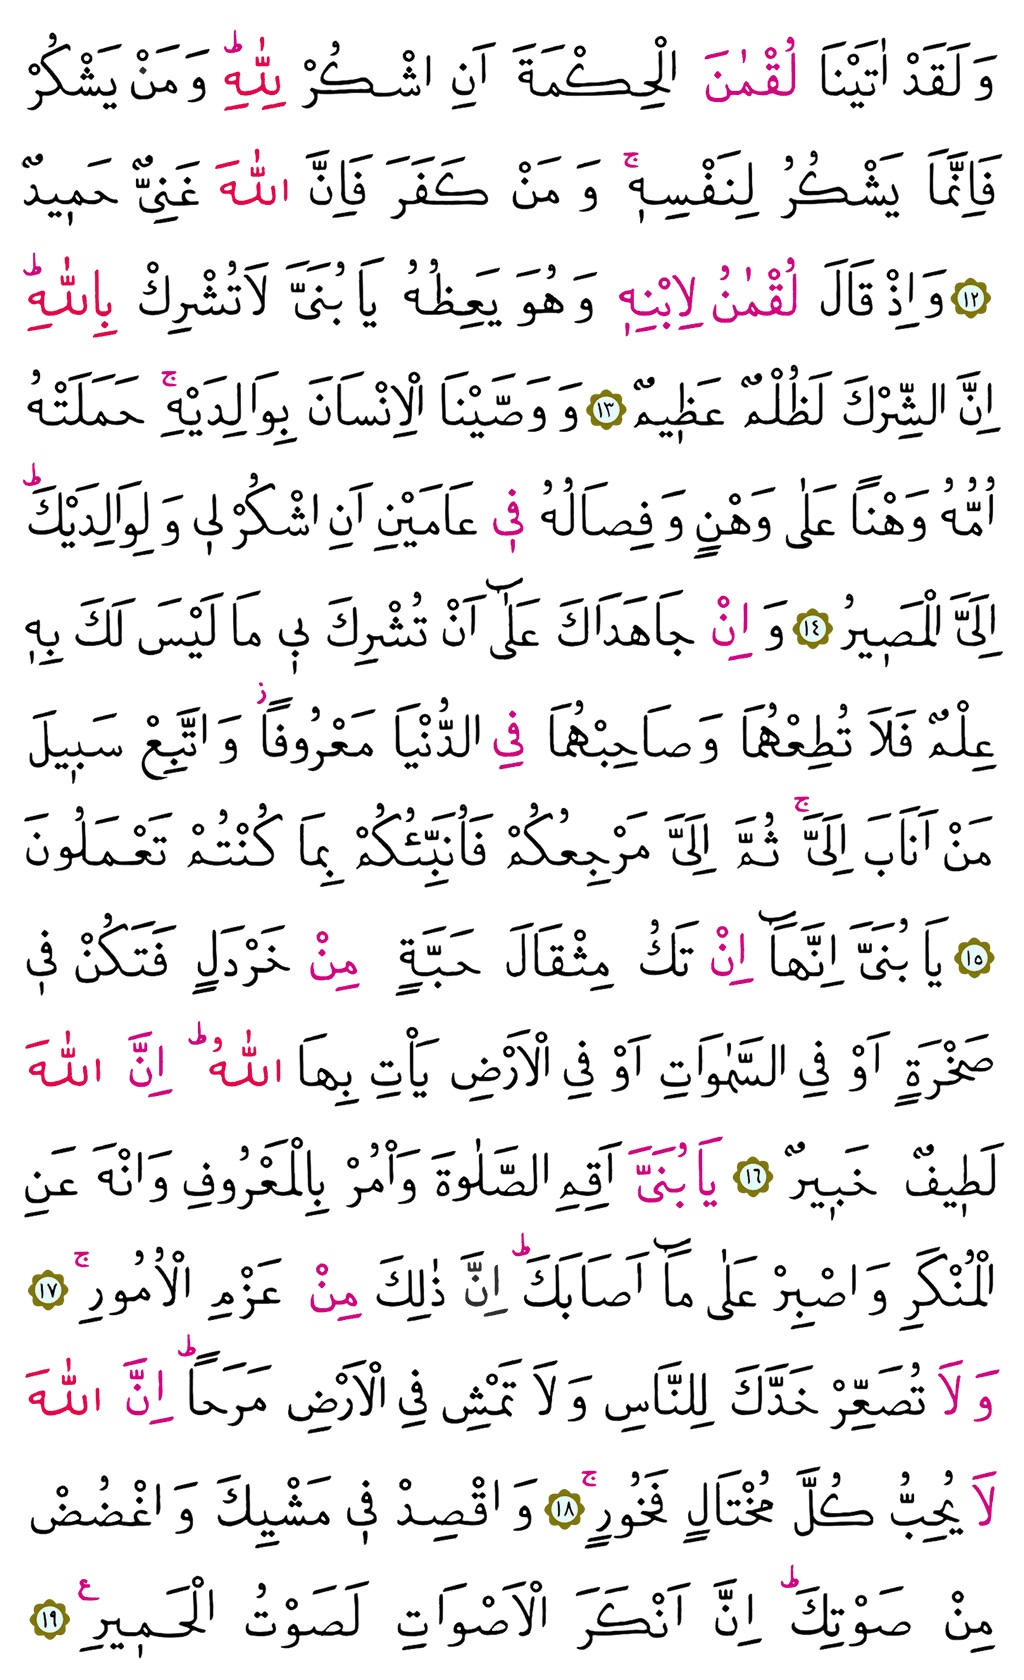 وَلَقَدْ اٰتَيْنَا لُقْمٰنَ الْحِكْمَةَ اَنِ اشْكُرْ لِلّٰهِۜ وَمَنْ يَشْكُرْ
فَاِنَّمَا يَشْكُرُ لِنَفْسِه۪ۚ وَمَنْ كَفَرَ فَاِنَّ اللّٰهَ غَنِيٌّ حَم۪يدٌ
﴿١٢﴾ وَاِذْ قَالَ لُقْمٰنُ لِابْنِه۪ وَهُوَ يَعِظُهُ يَا بُنَيَّ لَا تُشْرِكْ بِاللّٰهِۜ
اِنَّ الشِّرْكَ لَظُلْمٌ عَظ۪يمٌ ﴿١٣﴾ وَوَصَّيْنَا الْاِنْسَانَ بِوَالِدَيْهِۚ حَمَلَتْهُ
اُمُّهُ وَهْنًا عَلٰى وَهْنٍ وَفِصَالُهُ ف۪ي عَامَيْنِ اَنِ اشْكُرْ ل۪ي وَلِوَالِدَيْكَۜ
اِلَيَّ الْمَص۪يرُ ﴿١٤﴾ وَاِنْ جَاهَدَاكَ عَلٰٓى اَنْ تُشْرِكَ ب۪ي مَا لَيْسَ لَكَ بِه۪
عِلْمٌ فَلَا تُطِعْهُمَا وَصَاحِبْهُمَا فِي الدُّنْيَا مَعْرُوفًاۘ وَاتَّبِعْ سَب۪يلَ
مَنْ اَنَابَ اِلَيَّۚ ثُمَّ اِلَيَّ مَرْجِعُكُمْ فَاُنَبِّئُكُمْ بِمَا كُنْتُمْ تَعْمَلُونَ
﴿١٥﴾ يَا بُنَيَّ اِنَّهَٓا اِنْ تَكُ مِثْقَالَ حَبَّةٍ مِنْ خَرْدَلٍ فَتَكُنْ ف۪ي
صَخْرَةٍ اَوْ فِي السَّمٰوَاتِ اَوْ فِي الْاَرْضِ يَأْتِ بِهَا اللّٰهُۜ اِنَّ اللّٰهَ
لَط۪يفٌ خَب۪يرٌ ﴿١٦﴾ يَا بُنَيَّ اَقِمِ الصَّلٰوةَ وَأْمُرْ بِالْمَعْرُوفِ وَانْهَ عَنِ
الْمُنْكَرِ وَاصْبِرْ عَلٰى مَٓا اَصَابَكَۜ اِنَّ ذٰلِكَ مِنْ عَزْمِ الْاُمُورِۚ ﴿١٧﴾
وَلَا تُصَعِّرْ خَدَّكَ لِلنَّاسِ وَلَا تَمْشِ فِي الْاَرْضِ مَرَحًاۜ اِنَّ اللّٰهَ
لَا يُحِبُّ كُلَّ مُخْتَالٍ فَخُورٍۚ ﴿١٨﴾ وَاقْصِدْ ف۪ي مَشْيِكَ وَاغْضُضْ
مِنْ صَوْتِكَۜ اِنَّ اَنْكَرَ الْاَصْوَاتِ لَصَوْتُ الْحَم۪يرِ ع ﴿١٩﴾